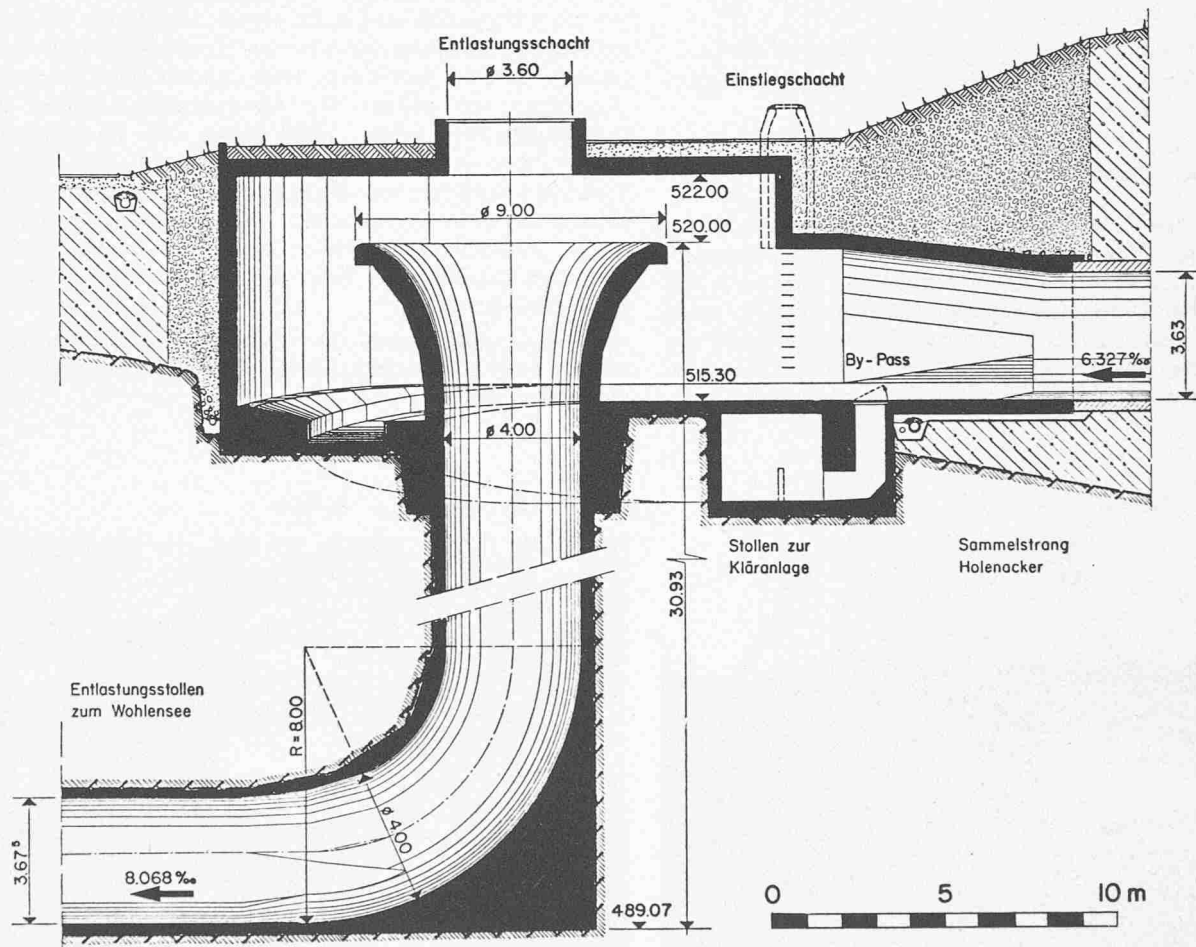 Entlastungsschacht
ø 3.60
Einstiegschacht
522.00
ø 9.00
520.00
3.63
By-Pass
6.327‰
515.30
ø 4.00
Stollen zur
Kläranlage
Sammelstrang
Holenacker
30.93
Entlastungsstollen
zum Wohlensee
R = 8.00
ø 4.00
3.67⁵
8.068‰
489.07
0 5 10 m